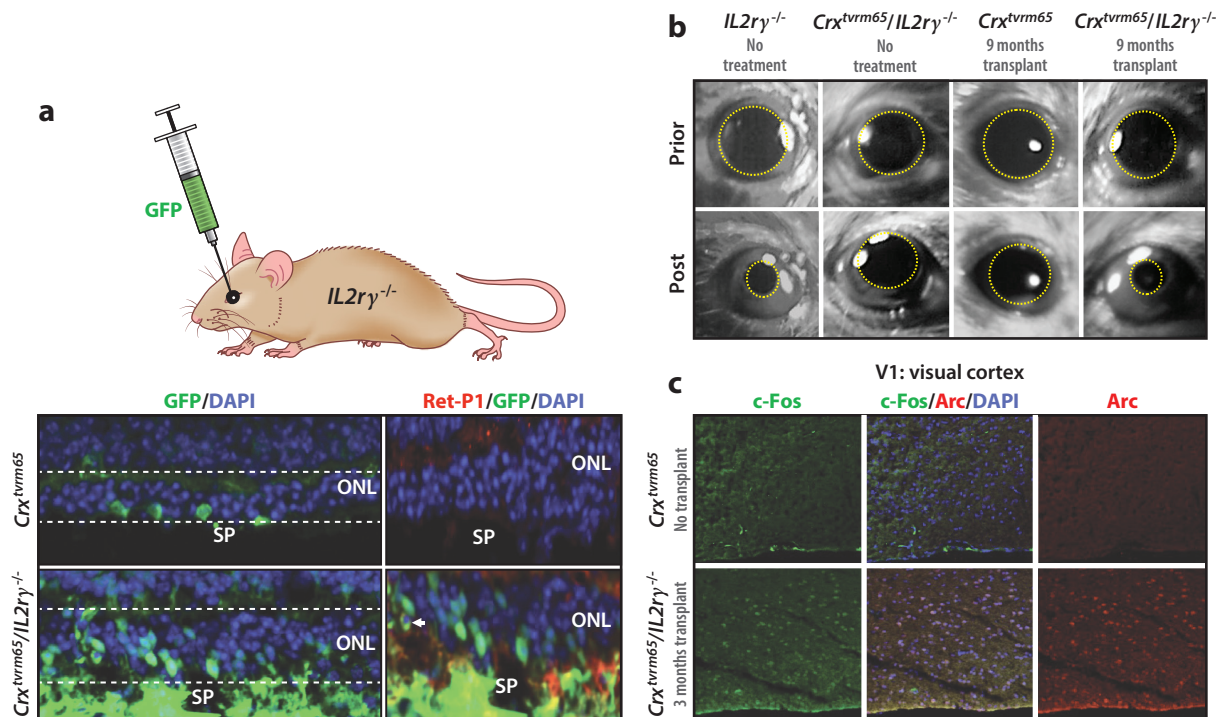 a
GFP
IL2rγ-/-
GFP/DAPI
Ret-P1/GFP/DAPI
Crxtvrm65
ONL
SP
ONL
SP
Crxtvrm65/IL2rγ-/-
ONL
SP
ONL
SP
b
IL2rγ-/-
No
treatment
Crxtvrm65/IL2rγ-/-
No
treatment
Crxtvrm65
9 months
transplant
Crxtvrm65/IL2rγ-/-
9 months
transplant
Prior
Post
c
V1: visual cortex
c-Fos
c-Fos/Arc/DAPI
Arc
Crxtvrm65
No transplant
Crxtvrm65/IL2rγ-/-
3 months transplant